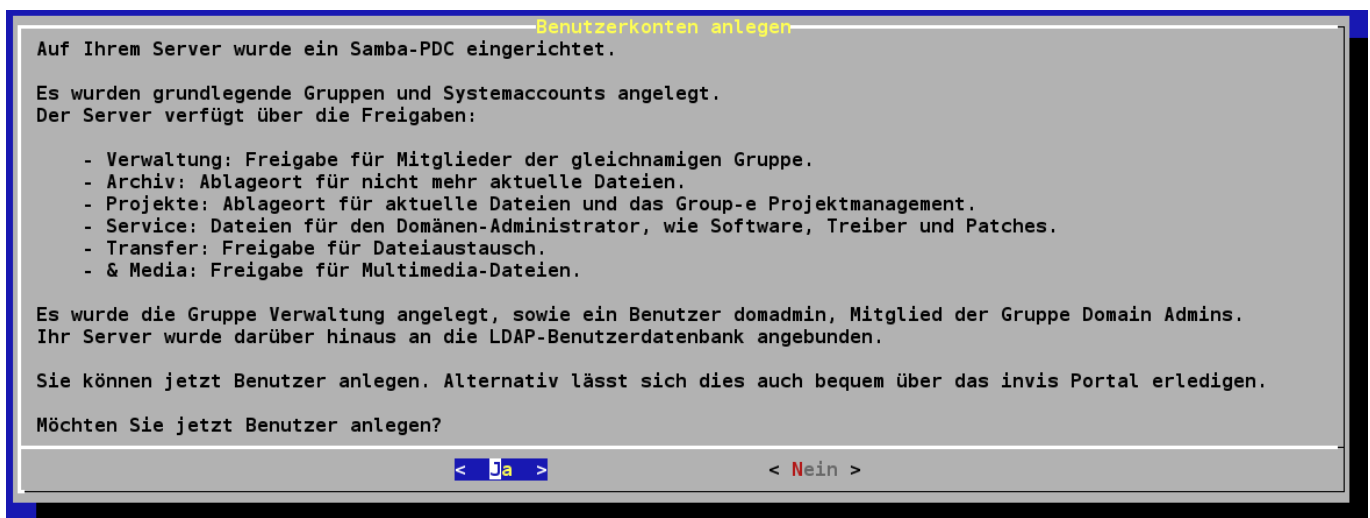 Benutzerkonten anlegen
Auf Ihrem Server wurde ein Samba-PDC eingerichtet.
Es wurden grundlegende Gruppen und Systemaccounts angelegt.
Der Server verfügt über die Freigaben:
- Verwaltung: Freigabe für Mitglieder der gleichnamigen Gruppe.
- Archiv: Ablageort für nicht mehr aktuelle Dateien.
- Projekte: Ablageort für aktuelle Dateien und das Group-e Projektmanagement.
- Service: Dateien für den Domänen-Administrator, wie Software, Treiber und Patches.
- Transfer: Freigabe für Dateiaustausch.
- & Media: Freigabe für Multimedia-Dateien.
Es wurde die Gruppe Verwaltung angelegt, sowie ein Benutzer domadmin, Mitglied der Gruppe Domain Admins.
Ihr Server wurde darüber hinaus an die LDAP-Benutzerdatenbank angebunden.
Sie können jetzt Benutzer anlegen. Alternativ lässt sich dies auch bequem über das invis Portal erledigen.
Möchten Sie jetzt Benutzer anlegen?
< Ja > < Nein >